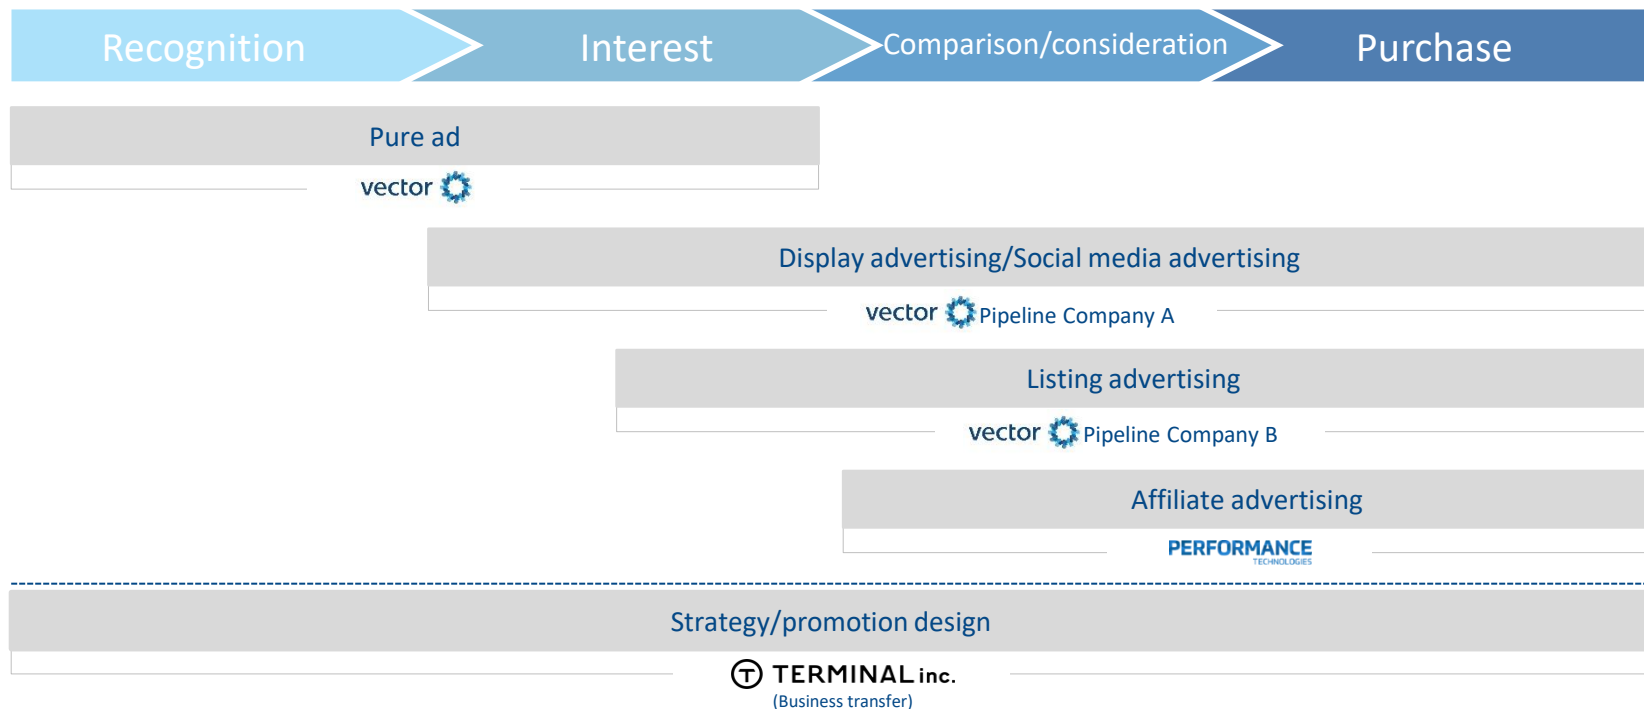 Recognition
Interest
Comparison/consideration
Purchase
Pure ad
vector
Display advertising/Social media advertising
vector Pipeline Company A
Listing advertising
vector Pipeline Company B
Affiliate advertising
PERFORMANCE
TECHNOLOGIES
Strategy/promotion design
T TERMINAL inc.
(Business transfer)